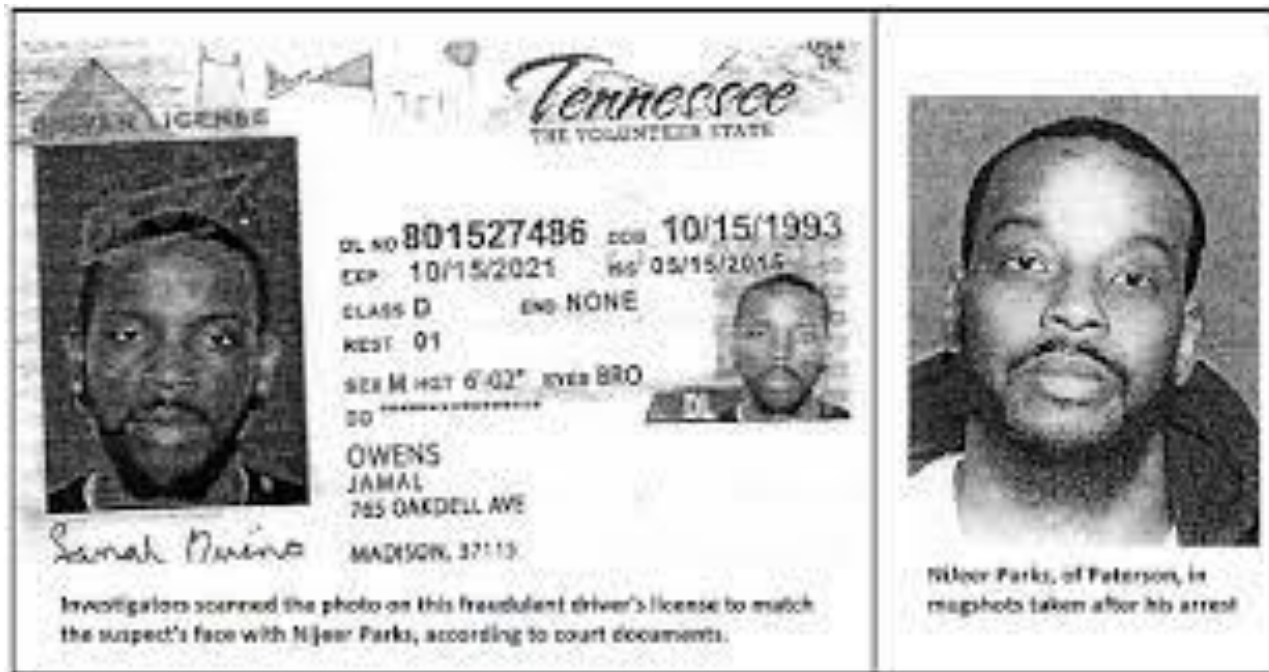 DRIVER LICENSE
Tennessee
THE VOLUNTEER STATE
DL NO 801527486 DOB 10/15/1993
EXP 10/15/2021 ISS 05/15/2016
CLASS D END NONE
REST 01
SEX M HGT 6'-02" EYES BRO
DD ****************
OWENS
JAMAL
765 OAKDELL AVE
MADISON, 37115
Investigators scanned the photo on this fraudulent driver's license to match
the suspect's face with Nijeer Parks, according to court documents.
Nijeer Parks, of Paterson, in
mugshots taken after his arrest